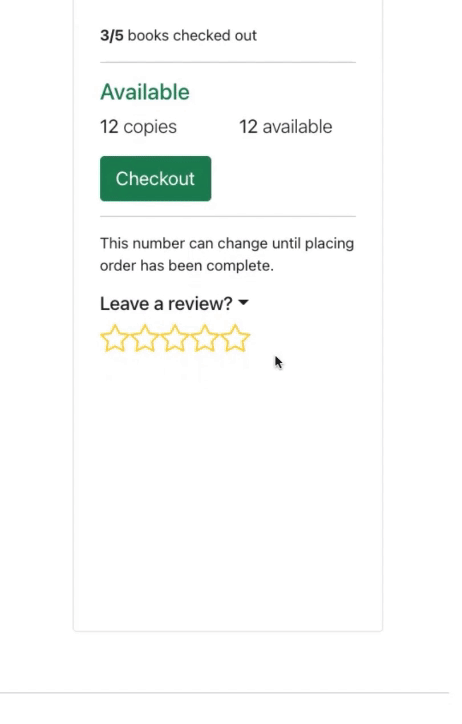 3/5 books checked out
Available
12 copies 12 available
Checkout
This number can change until placing
order has been complete.
Leave a review?